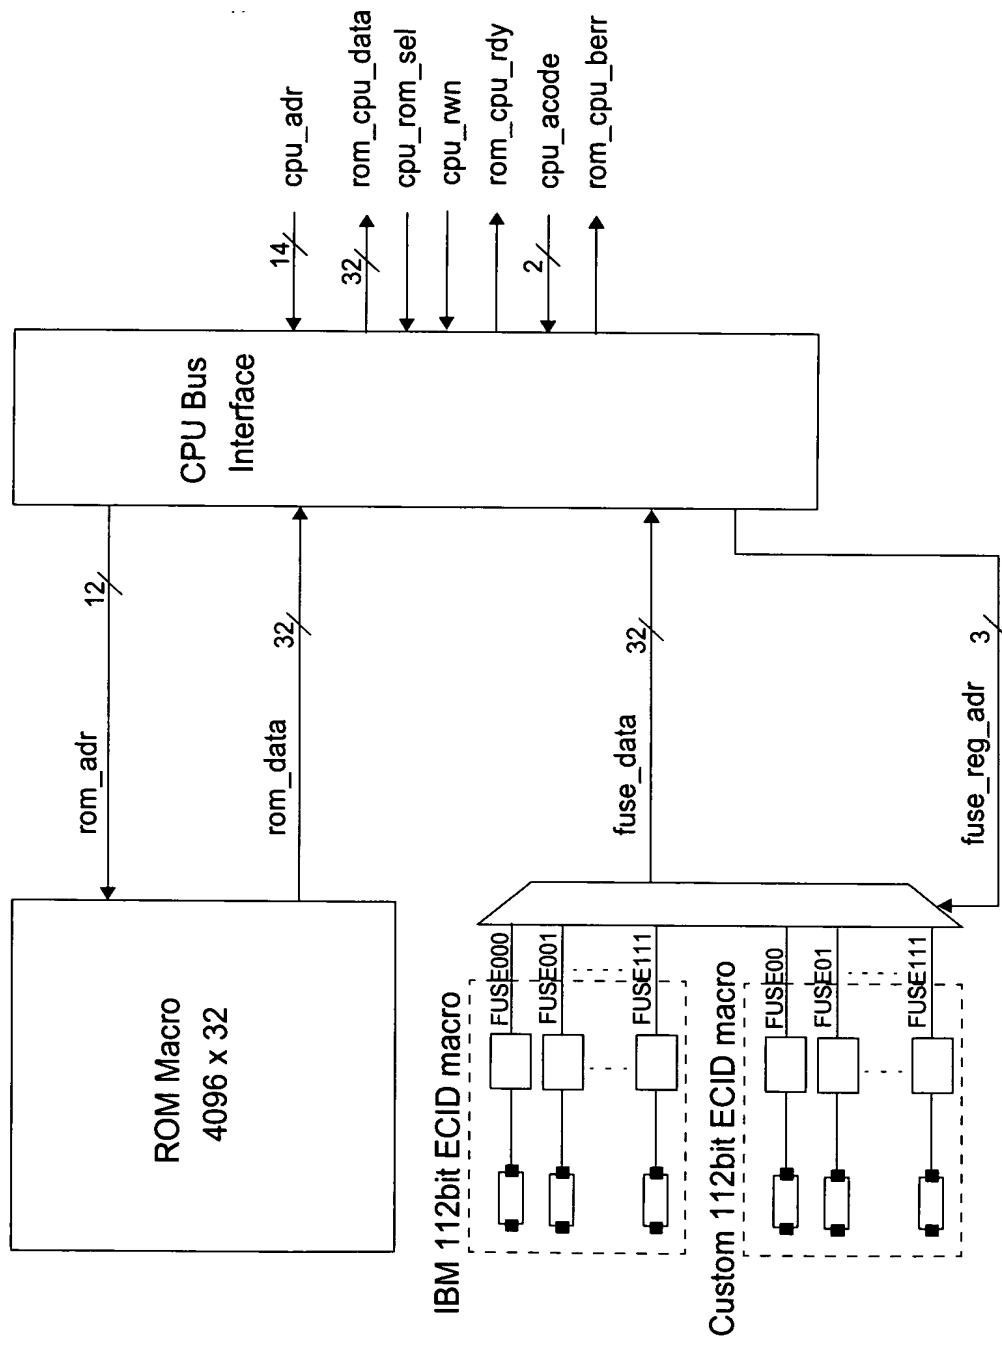 cpu_adr
rom_cpu_data
cpu_rom_sel
cpu_rwn
rom_cpu_rdy
cpu_acode
rom_cpu_berr
14
32
2
CPU Bus
Interface
12
32
32
3
rom_adr
rom_data
fuse_data
fuse_reg_adr
ROM Macro
4096 x 32
FUSE000
FUSE001
FUSE111
FUSE00
FUSE01
FUSE111
IBM 112bit ECID macro
Custom 112bit ECID macro